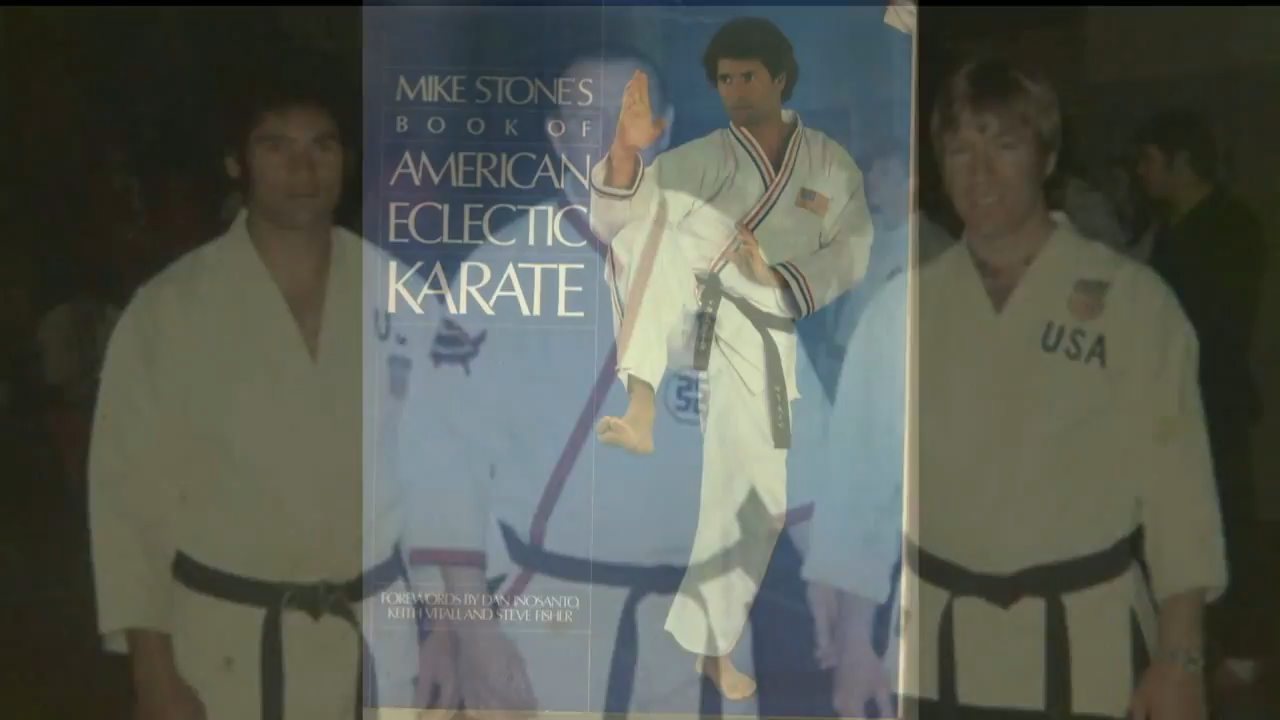 MIKE STONE'S
BOOK OF
AMERICAN
ECLECTIC
KARATE
U.
USA
FOREWORDS BY DAN INOSANTO,
KEITH VITALI AND STEVE FISHER